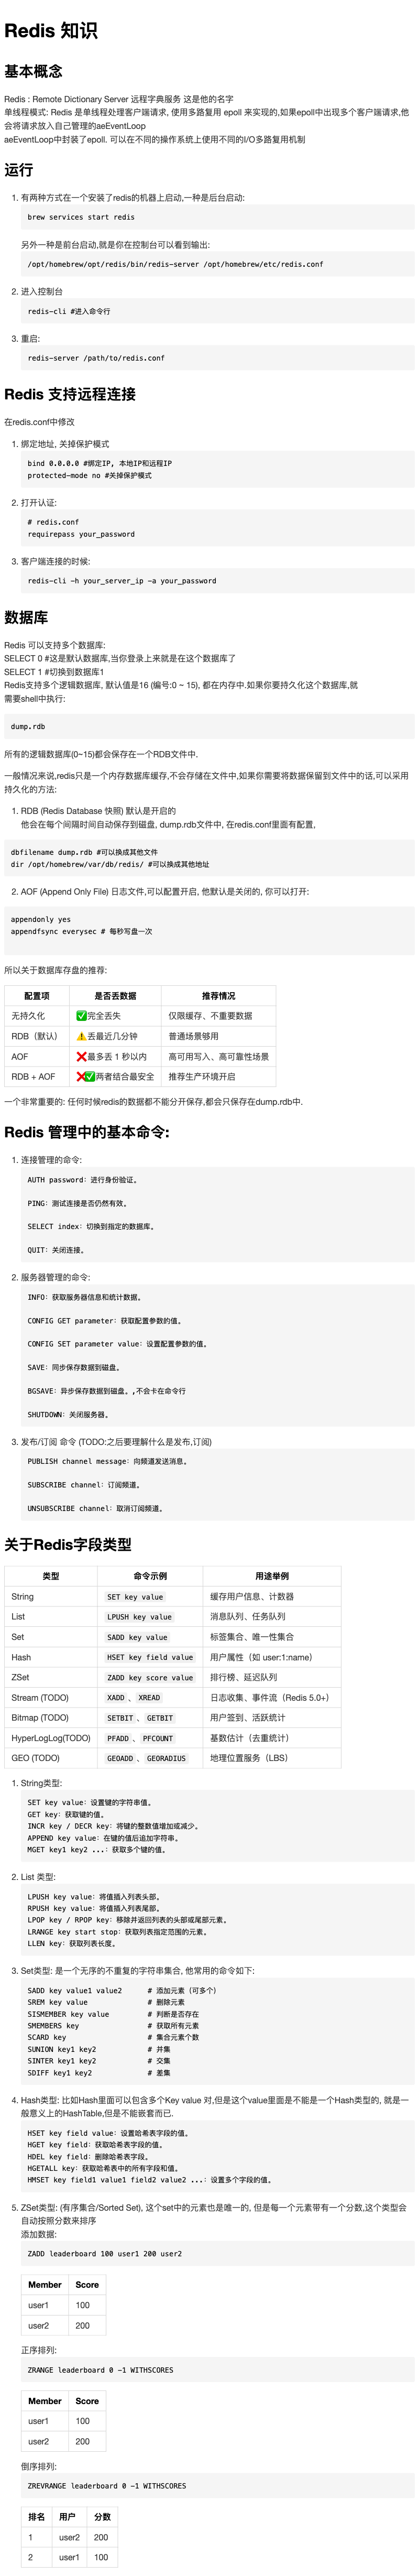 Redis 知识
基本概念
Redis : Remote Dictionary Server 远程字典服务 这是他的名字
单线程模式: Redis 是单线程处理客户端请求, 使用多路复用 epoll 来实现的,如果epoll中出现多个客户端请求,他
会将请求放入自己管理的aeEventLoop
aeEventLoop中封装了epoll. 可以在不同的操作系统上使用不同的I/O多路复用机制
运行
1. 有两种方式在一个安装了redis的机器上启动,一种是后台启动:
brew services start redis
另外一种是前台启动,就是你在控制台可以看到输出:
/opt/homebrew/opt/redis/bin/redis-server /opt/homebrew/etc/redis.conf
2. 进入控制台
redis-cli #进入命令行
3. 重启:
redis-server /path/to/redis.conf
Redis 支持远程连接
在redis.conf中修改
1. 绑定地址, 关掉保护模式
bind 0.0.0.0 #绑定IP, 本地IP和远程IP
protected-mode no #关掉保护模式
2. 打开认证:
# redis.conf
requirepass your_password
3. 客户端连接的时候:
redis-cli -h your_server_ip -a your_password
数据库
Redis 可以支持多个数据库:
SELECT 0 #这是默认数据库,当你登录上来就是在这个数据库了
SELECT 1 #切换到数据库1
Redis支持多个逻辑数据库, 默认值是16 (编号:0 ~ 15), 都在内存中.如果你要持久化这个数据库,就
需要shell中执行:
dump.rdb
所有的逻辑数据库(0~15)都会保存在一个RDB文件中.
一般情况来说,redis只是一个内存数据库缓存,不会存储在文件中,如果你需要将数据保留到文件中的话,可以采用
持久化的方法:
1. RDB (Redis Database 快照) 默认是开启的
他会在每个间隔时间自动保存到磁盘, dump.rdb文件中, 在redis.conf里面有配置,
dbfilename dump.rdb #可以换成其他文件
dir /opt/homebrew/var/db/redis/ #可以换成其他地址
2. AOF (Append Only File) 日志文件,可以配置开启, 他默认是关闭的, 你可以打开:
appendonly yes
appendfsync everysec # 每秒写盘一次
所以关于数据库存盘的推荐:
配置项 是否丢数据 推荐情况
无持久化 ✅完全丢失 仅限缓存、不重要数据
RDB（默认） ⚠️丢最近几分钟 普通场景够用
AOF ❌最多丢 1 秒以内 高可用写入、高可靠性场景
RDB + AOF ❌✅两者结合最安全 推荐生产环境开启
一个非常重要的: 任何时候redis的数据都不能分开保存,都会只保存在dump.rdb中.
Redis 管理中的基本命令:
1. 连接管理的命令:
AUTH password：进行身份验证。
PING：测试连接是否仍然有效。
SELECT index：切换到指定的数据库。
QUIT：关闭连接。
2. 服务器管理的命令:
INFO：获取服务器信息和统计数据。
CONFIG GET parameter：获取配置参数的值。
CONFIG SET parameter value：设置配置参数的值。
SAVE：同步保存数据到磁盘。
BGSAVE：异步保存数据到磁盘。,不会卡在命令行
SHUTDOWN：关闭服务器。
3. 发布/订阅 命令 (TODO:之后要理解什么是发布,订阅)
PUBLISH channel message：向频道发送消息。
SUBSCRIBE channel：订阅频道。
UNSUBSCRIBE channel：取消订阅频道。
关于Redis字段类型
类型 命令示例 用途举例
String SET key value 缓存用户信息、计数器
List LPUSH key value 消息队列、任务队列
Set SADD key value 标签集合、唯一性集合
Hash HSET key field value 用户属性（如 user:1:name）
ZSet ZADD key score value 排行榜、延迟队列
Stream (TODO) XADD 、 XREAD 日志收集、事件流（Redis 5.0+）
Bitmap (TODO) SETBIT 、 GETBIT 用户签到、活跃统计
HyperLogLog(TODO) PFADD 、 PFCOUNT 基数估计（去重统计）
GEO (TODO) GEOADD 、 GEORADIUS 地理位置服务（LBS）
1. String类型:
SET key value：设置键的字符串值。
GET key：获取键的值。
INCR key / DECR key：将键的整数值增加或减少。
APPEND key value：在键的值后追加字符串。
MGET key1 key2 ...：获取多个键的值。
2. List 类型:
LPUSH key value：将值插入列表头部。
RPUSH key value：将值插入列表尾部。
LPOP key / RPOP key：移除并返回列表的头部或尾部元素。
LRANGE key start stop：获取列表指定范围的元素。
LLEN key：获取列表长度。
3. Set类型: 是一个无序的不重复的字符串集合, 他常用的命令如下:
SADD key value1 value2 # 添加元素（可多个）
SREM key value # 删除元素
SISMEMBER key value # 判断是否存在
SMEMBERS key # 获取所有元素
SCARD key # 集合元素个数
SUNION key1 key2 # 并集
SINTER key1 key2 # 交集
SDIFF key1 key2 # 差集
4. Hash类型: 比如Hash里面可以包含多个Key value 对,但是这个value里面是不能是一个Hash类型的, 就是一
般意义上的HashTable,但是不能嵌套而已.
HSET key field value：设置哈希表字段的值。
HGET key field：获取哈希表字段的值。
HDEL key field：删除哈希表字段。
HGETALL key：获取哈希表中的所有字段和值。
HMSET key field1 value1 field2 value2 ...：设置多个字段的值。
5. ZSet类型: (有序集合/Sorted Set), 这个set中的元素也是唯一的, 但是每一个元素带有一个分数,这个类型会
自动按照分数来排序
添加数据:
ZADD leaderboard 100 user1 200 user2
Member Score
user1 100
user2 200
正序排列:
ZRANGE leaderboard 0 -1 WITHSCORES
Member Score
user1 100
user2 200
倒序排列:
ZREVRANGE leaderboard 0 -1 WITHSCORES
排名 用户 分数
1 user2 200
2 user1 100